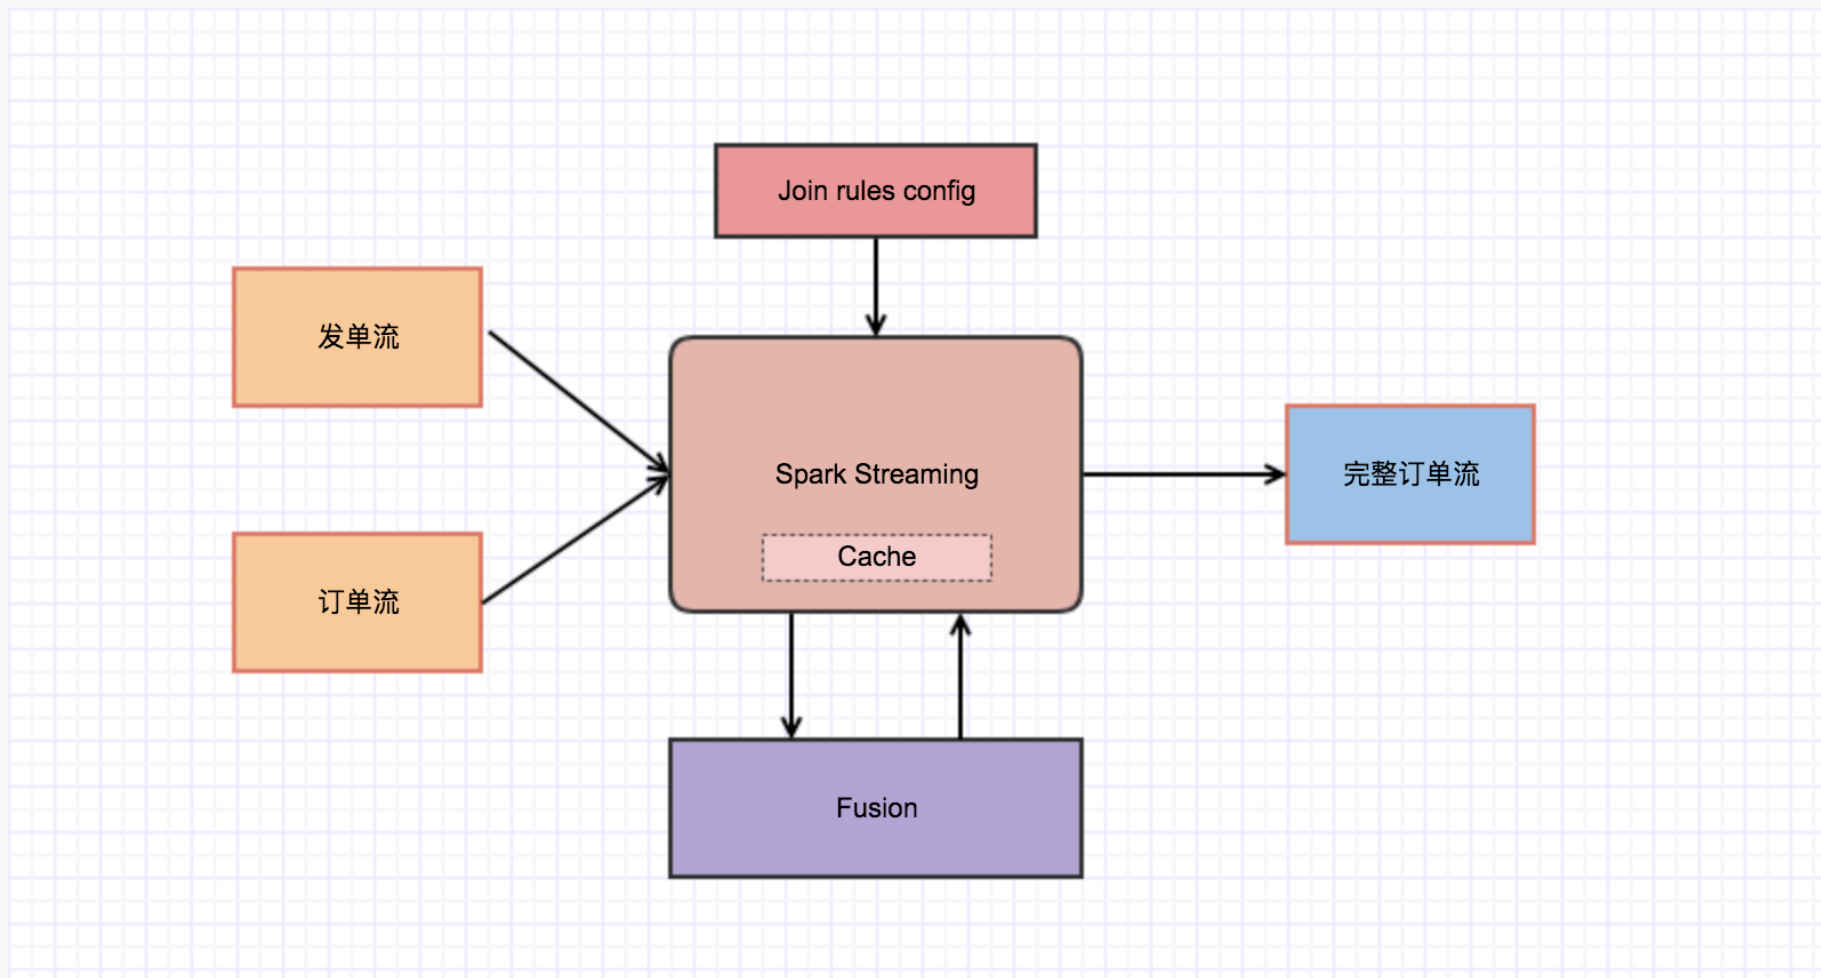 Join rules config
发单流
Spark Streaming
完整订单流
Cache
订单流
Fusion